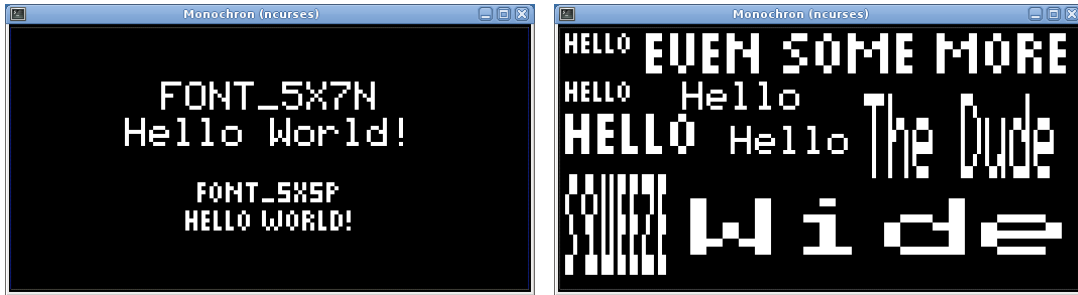 Monochron (ncurses)
FONT_5X7N
Hello World!
FONT_5X5P
HELLO WORLD!
Monochron (ncurses)
HELLO EVEN SOME MORE
HELLO Hello
HELLO Hello The Dude
SQUEEZE Wide